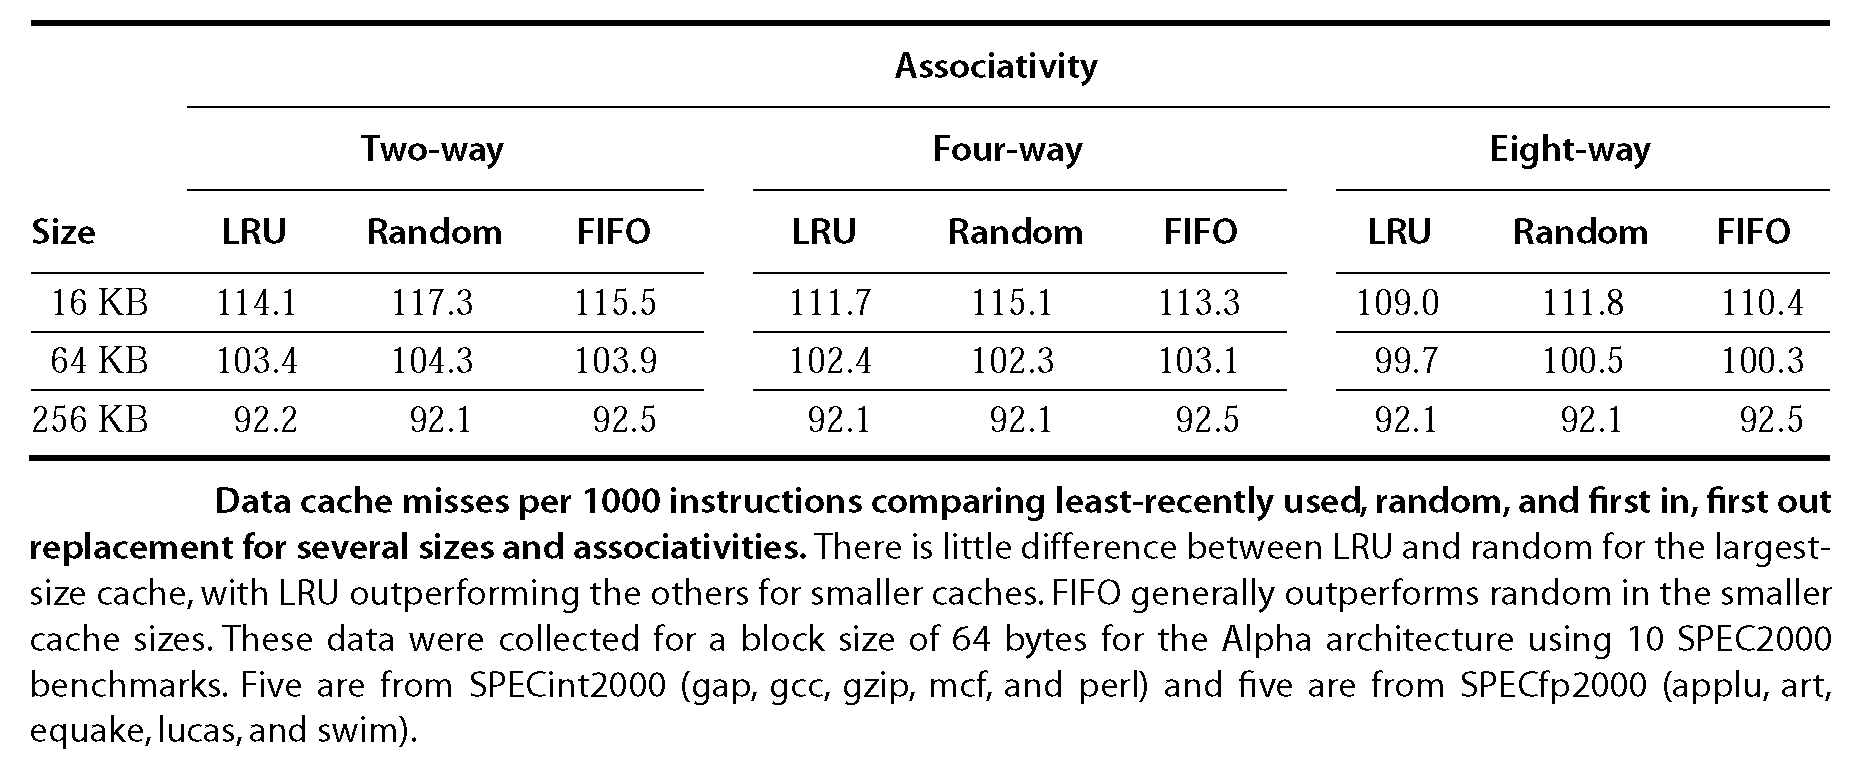 Associativity
Two-way Four-way Eight-way
Size LRU Random FIFO LRU Random FIFO LRU Random FIFO
16 KB 114.1 117.3 115.5 111.7 115.1 113.3 109.0 111.8 110.4
64 KB 103.4 104.3 103.9 102.4 102.3 103.1 99.7 100.5 100.3
256 KB 92.2 92.1 92.5 92.1 92.1 92.5 92.1 92.1 92.5
Data cache misses per 1000 instructions comparing least-recently used, random, and first in, first out
replacement for several sizes and associativities. There is little difference between LRU and random for the largest-
size cache, with LRU outperforming the others for smaller caches. FIFO generally outperforms random in the smaller
cache sizes. These data were collected for a block size of 64 bytes for the Alpha architecture using 10 SPEC2000
benchmarks. Five are from SPECint2000 (gap, gcc, gzip, mcf, and perl) and five are from SPECfp2000 (applu, art,
equake, lucas, and swim).